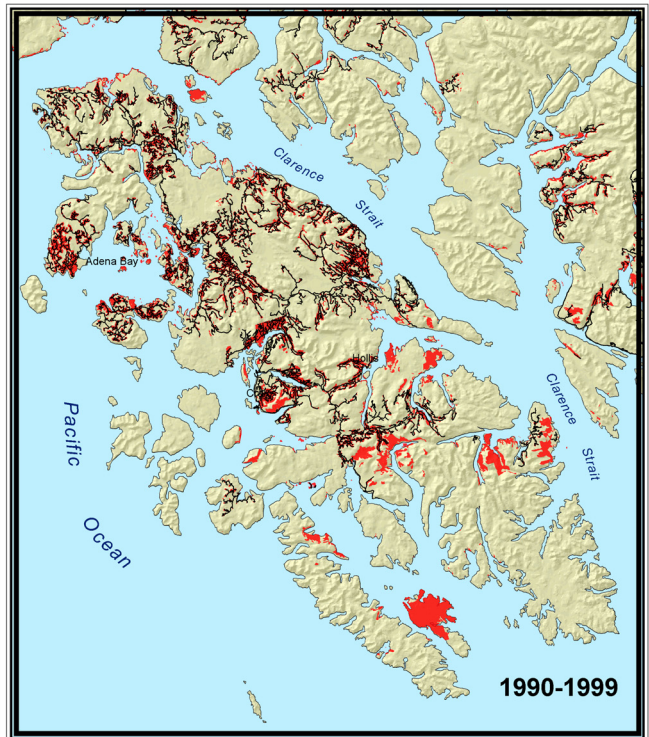 Clarence
Strait
Adena Bay
Hollis
Clarence
Strait
Pacific
Ocean
1990-1999